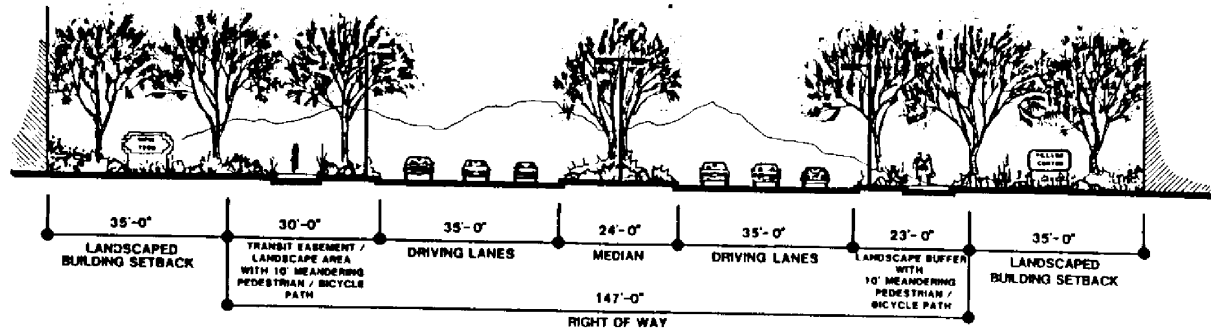 35'-0"
LANDSCAPED
BUILDING SETBACK
30'-0"
TRANSIT EASEMENT /
LANDSCAPE AREA
WITH 10' MEANDERING
PEDESTRIAN / BICYCLE
PATH
35'-0"
DRIVING LANES
24'-0"
MEDIAN
35'-0"
DRIVING LANES
23'-0"
LANDSCAPE BUFFER
WITH
10' MEANDERING
PEDESTRIAN /
BICYCLE PATH
35'-0"
LANDSCAPED
BUILDING SETBACK
147'-0"
RIGHT OF WAY